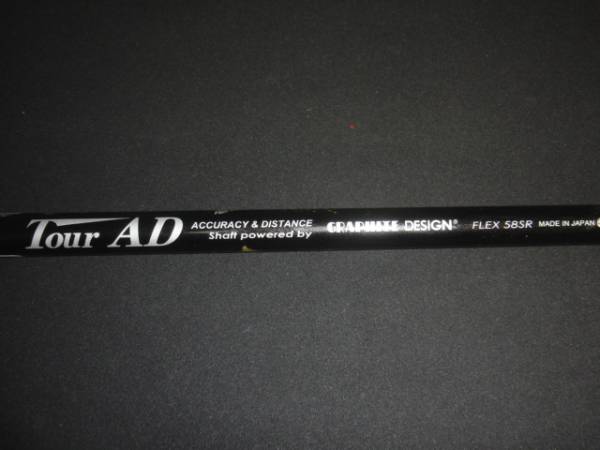 Tour AD ACCURACY & DISTANCE
Shaft powered by GRAPHITE DESIGN® FLEX 58SR MADE IN JAPAN